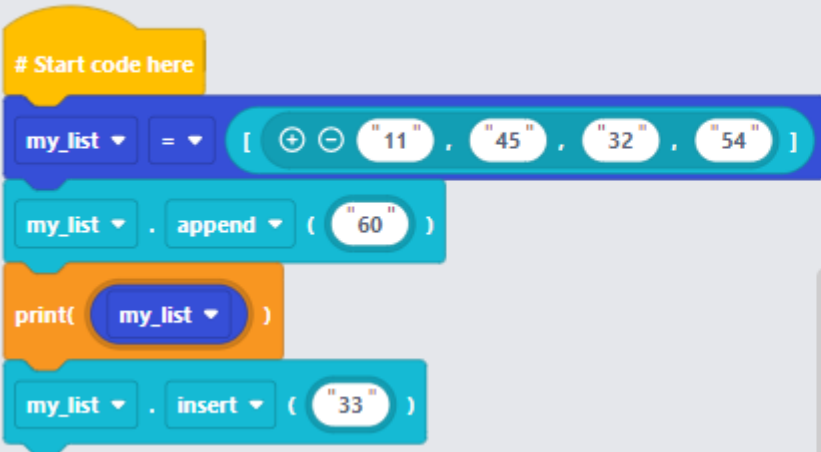 # Start code here
my_list = [ "11" , "45" , "32" , "54" ]
my_list . append ( "60" )
print( my_list )
my_list . insert ( "33" )